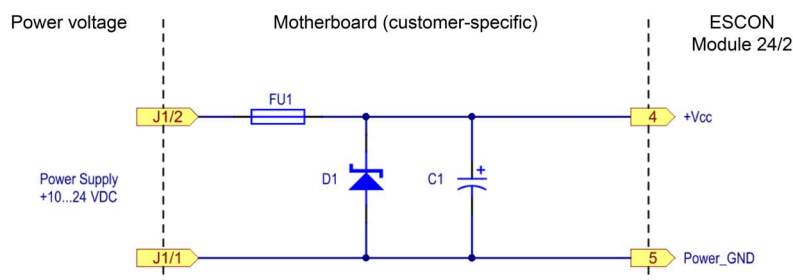 Power voltage
Motherboard (customer-specific)
ESCON
Module 24/2
FU1
J1/2
4
+Vcc
Power Supply
+10...24 VDC
D1
C1
+
J1/1
5
Power_GND